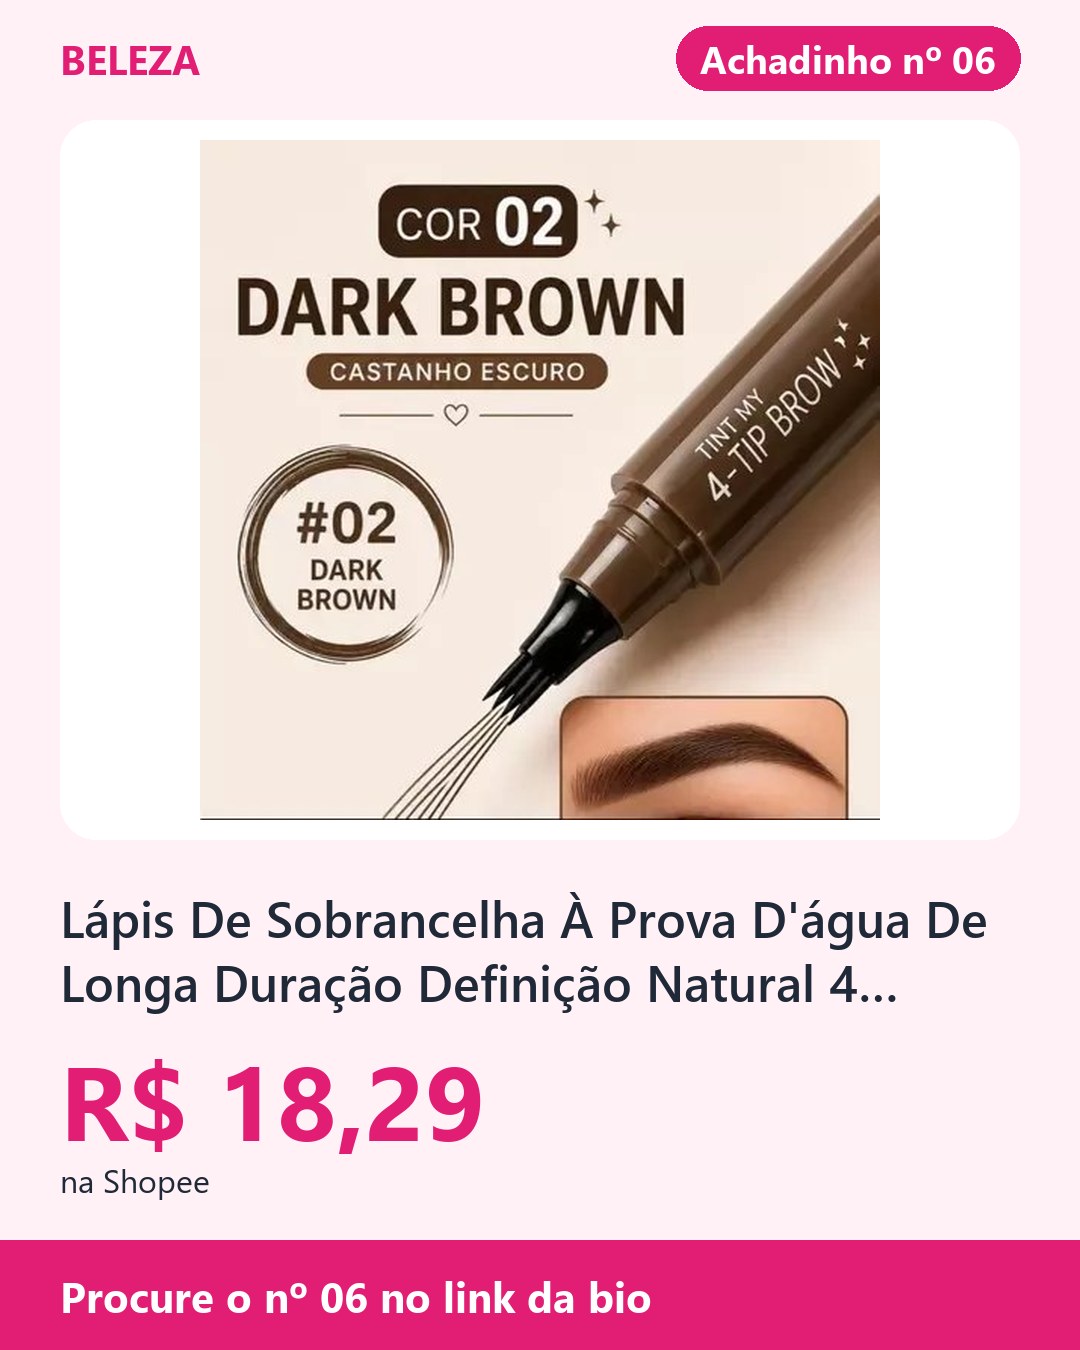 BELEZA
Achadinho nº 06
COR 02
DARK BROWN
CASTANHO ESCURO
#02
DARK
BROWN
TINT MY
4-TIP BROW
Lápis De Sobrancelha À Prova D'água De
Longa Duração Definição Natural 4...
R$ 18,29
na Shopee
Procure o nº 06 no link da bio